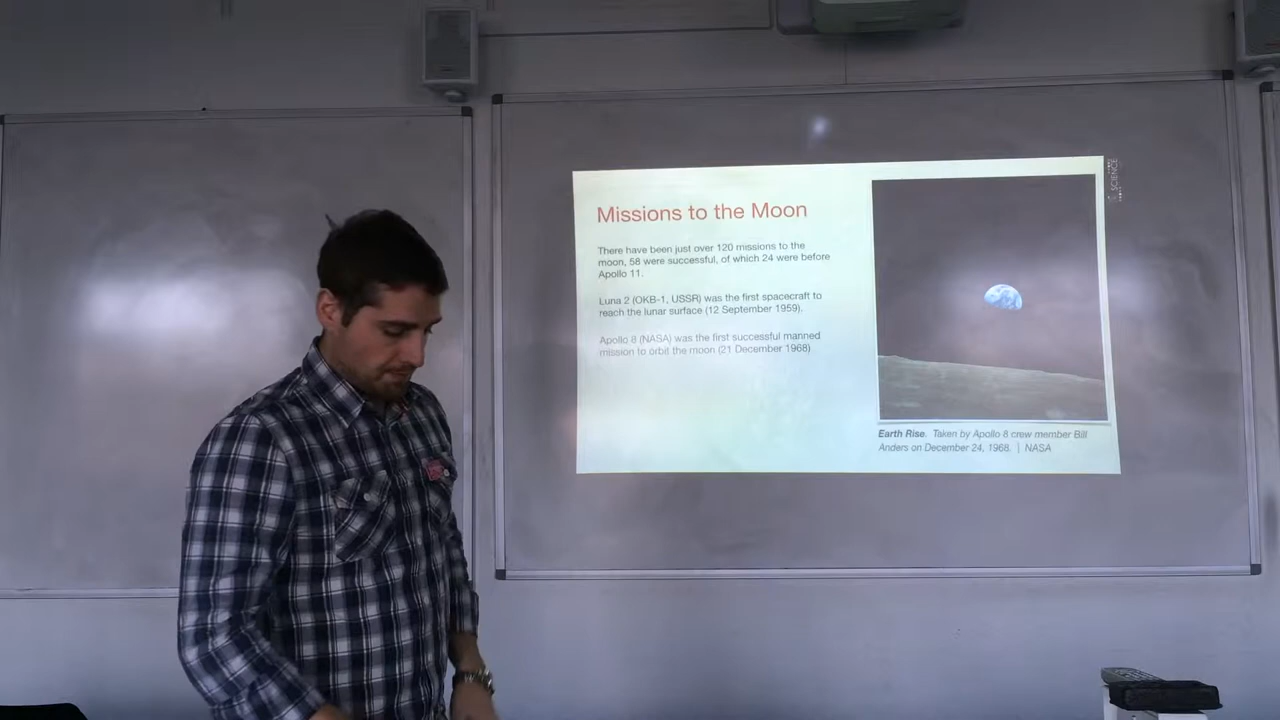 Missions to the Moon
There have been just over 120 missions to the
moon, 58 were successful, of which 24 were before
Apollo 11.
Luna 2 (OKB-1, USSR) was the first spacecraft to
reach the lunar surface (12 September 1959).
Apollo 8 (NASA) was the first successful manned
mission to orbit the moon (21 December 1968)
Earth Rise. Taken by Apollo 8 crew member Bill
Anders on December 24, 1968. | NASA
SCIENCE